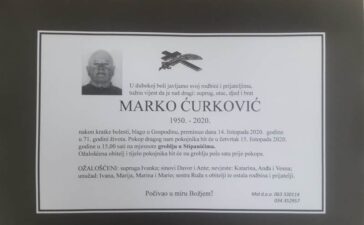 U dubokoj boli javljamo svoj rodbini i prijateljima,
tužnu vijest da je naš dragi: suprug, otac, djed i brat
MARKO ĆURKOVIĆ
1950. - 2020.
nakon kratke bolesti, blago u Gospodinu, preminuo dana 14. listopada 2020. godine
u 71. godini života. Pokop dragog nam pokojnika bit će u četvrtak 15. listopada 2020. godine
u 15,00 sati na mjesnom groblju u Stipanićima.
Ožalošćena obitelj i tijelo pokojnika bit će na groblju pola sata prije pokopa.
OŽALOŠĆENI: supruga Ivanka; sinovi Davor i Ante; nevjeste: Katarina, Anđa i Vesna;
unučad: Ivana, Marija, Marina i Mario; sestra Ruža s obitelji te ostala rodbina i prijatelji.
Počivao u miru Božjem!